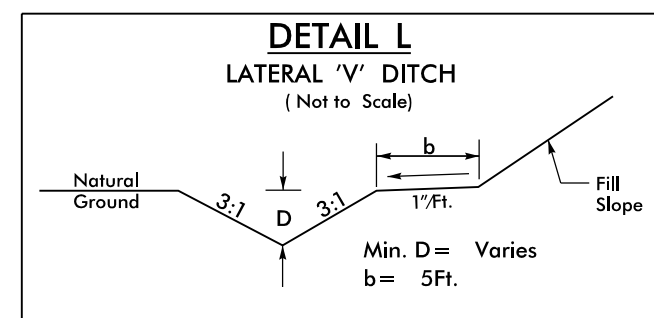 DETAIL L
LATERAL 'V' DITCH
( Not to Scale)
b
Natural
Ground
3:1
D
3:1
1"/Ft.
Fill
Slope
Min. D = Varies
b = 5Ft.